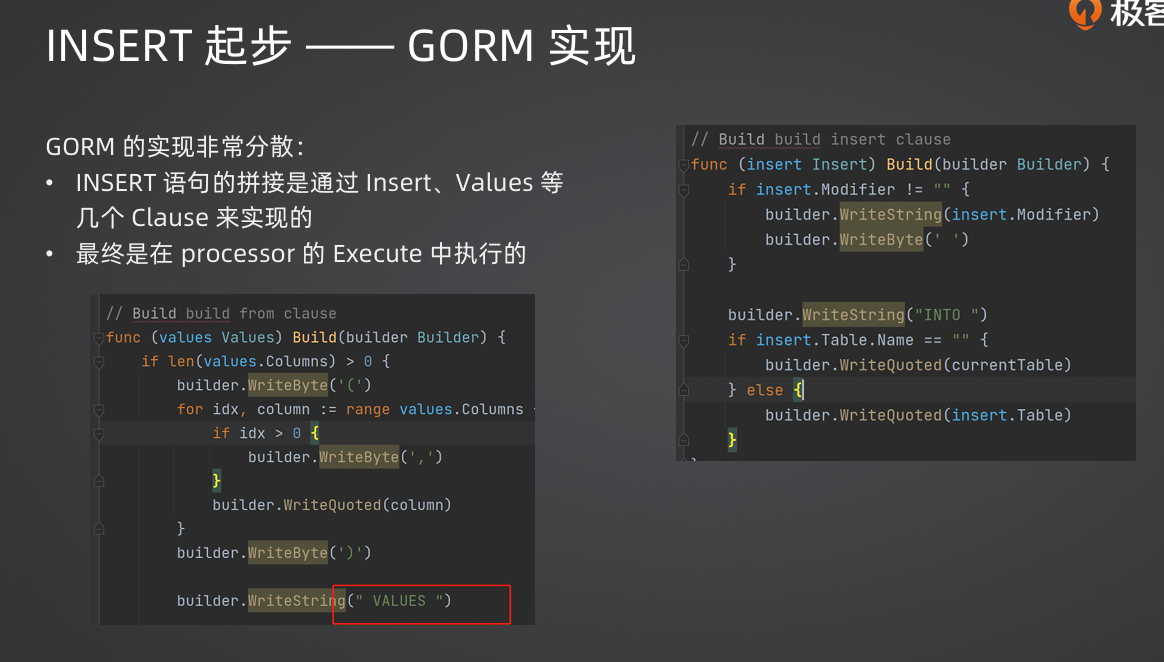 极客
INSERT 起步 —— GORM 实现
GORM 的实现非常分散：
• INSERT 语句的拼接是通过 Insert、Values 等
几个 Clause 来实现的
• 最终是在 processor 的 Execute 中执行的
// Build build from clause
func (values Values) Build(builder Builder) {
if len(values.Columns) > 0 {
builder.WriteByte('(')
for idx, column := range values.Columns {
if idx > 0 {
builder.WriteByte(',')
}
builder.WriteQuoted(column)
}
builder.WriteByte(')')
builder.WriteString(" VALUES ")
// Build build insert clause
func (insert Insert) Build(builder Builder) {
if insert.Modifier != "" {
builder.WriteString(insert.Modifier)
builder.WriteByte(' ')
}
builder.WriteString("INTO ")
if insert.Table.Name == "" {
builder.WriteQuoted(currentTable)
} else {
builder.WriteQuoted(insert.Table)
}
}